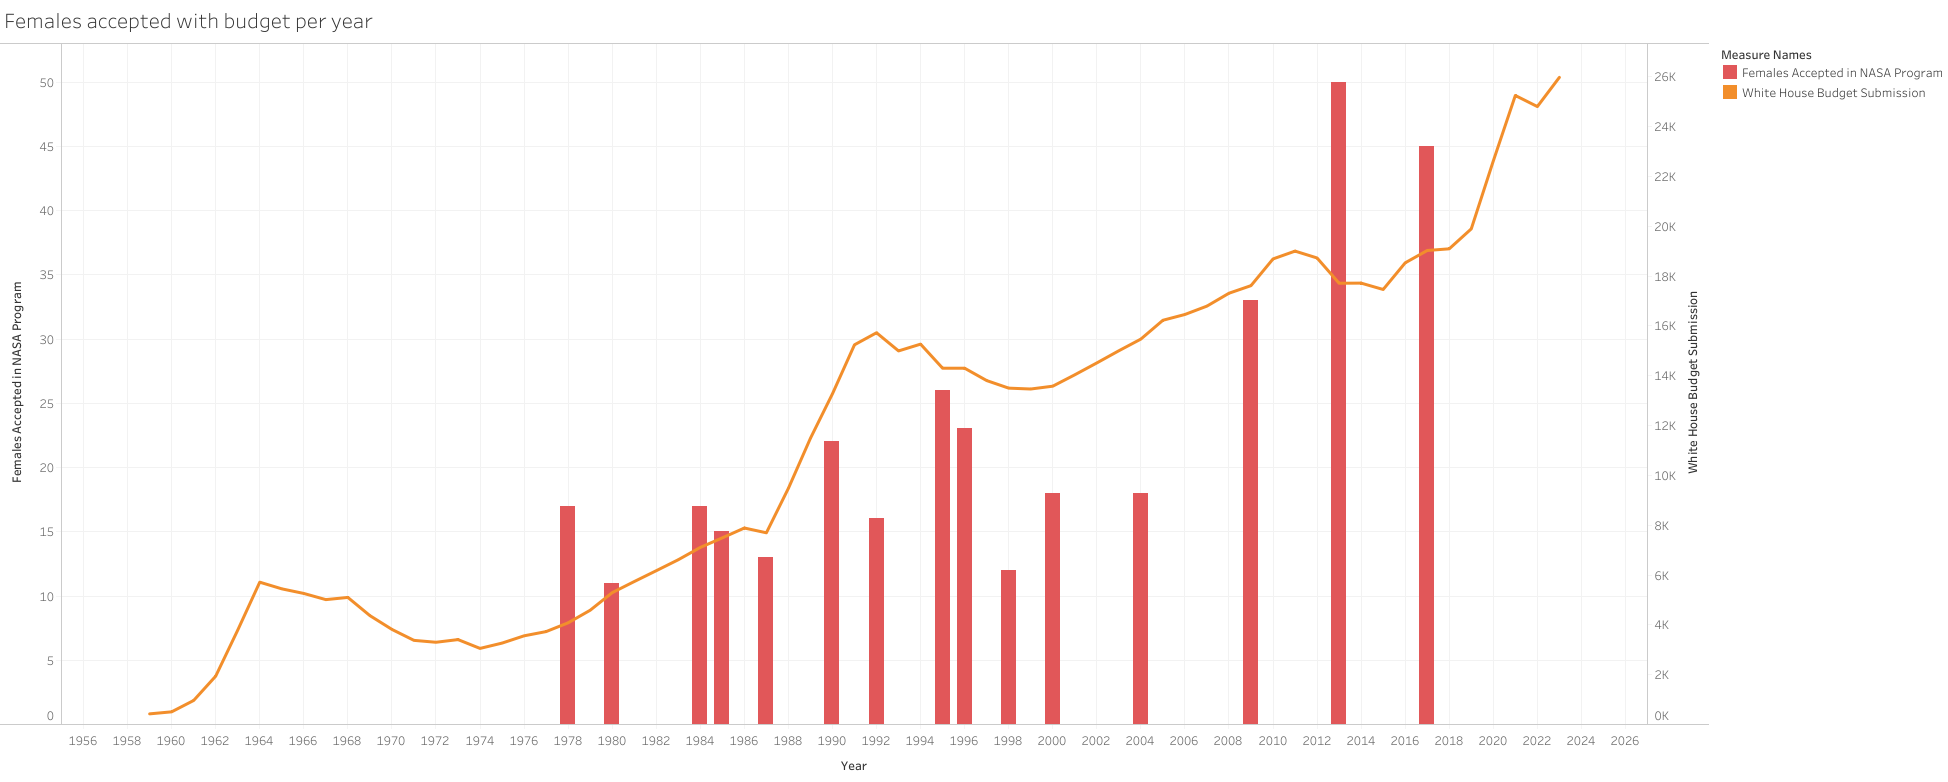 Females accepted with budget per year
Measure Names
Females Accepted in NASA Program
White House Budget Submission
Females Accepted in NASA Program
50
45
40
35
30
25
20
15
10
5
0
26K
24K
22K
20K
18K
16K
14K
12K
10K
8K
6K
4K
2K
0K
White House Budget Submission
1956 1958 1960 1962 1964 1966 1968 1970 1972 1974 1976 1978 1980 1982 1984 1986 1988 1990 1992 1994 1996 1998 2000 2002 2004 2006 2008 2010 2012 2014 2016 2018 2020 2022 2024 2026
Year